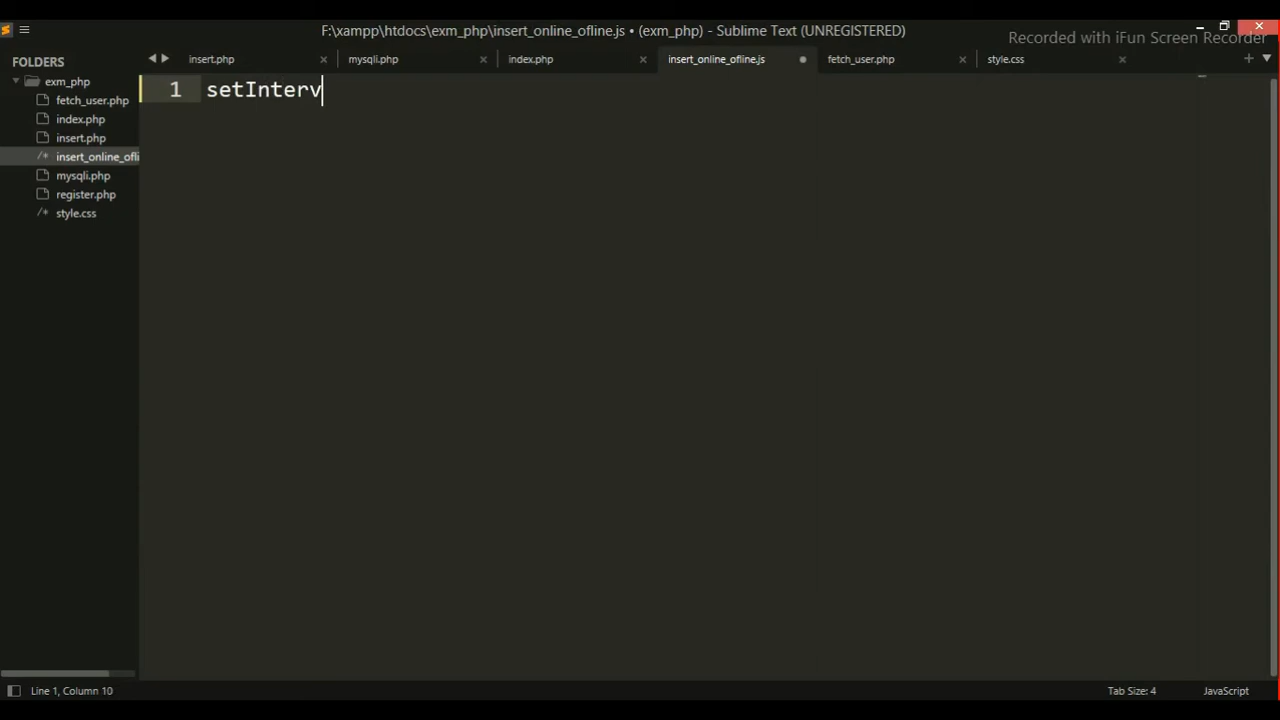 F:\xampp\htdocs\exm_php\insert_online_ofline.js • (exm_php) - Sublime Text (UNREGISTERED)
Recorded with iFun Screen Recorder
FOLDERS
insert.php
mysqli.php
index.php
insert_online_ofline.js
fetch_user.php
style.css
exm_php
fetch_user.php
index.php
insert.php
insert_online_ofli
mysqli.php
register.php
style.css
1 setInterv
Line 1, Column 10
Tab Size: 4
JavaScript